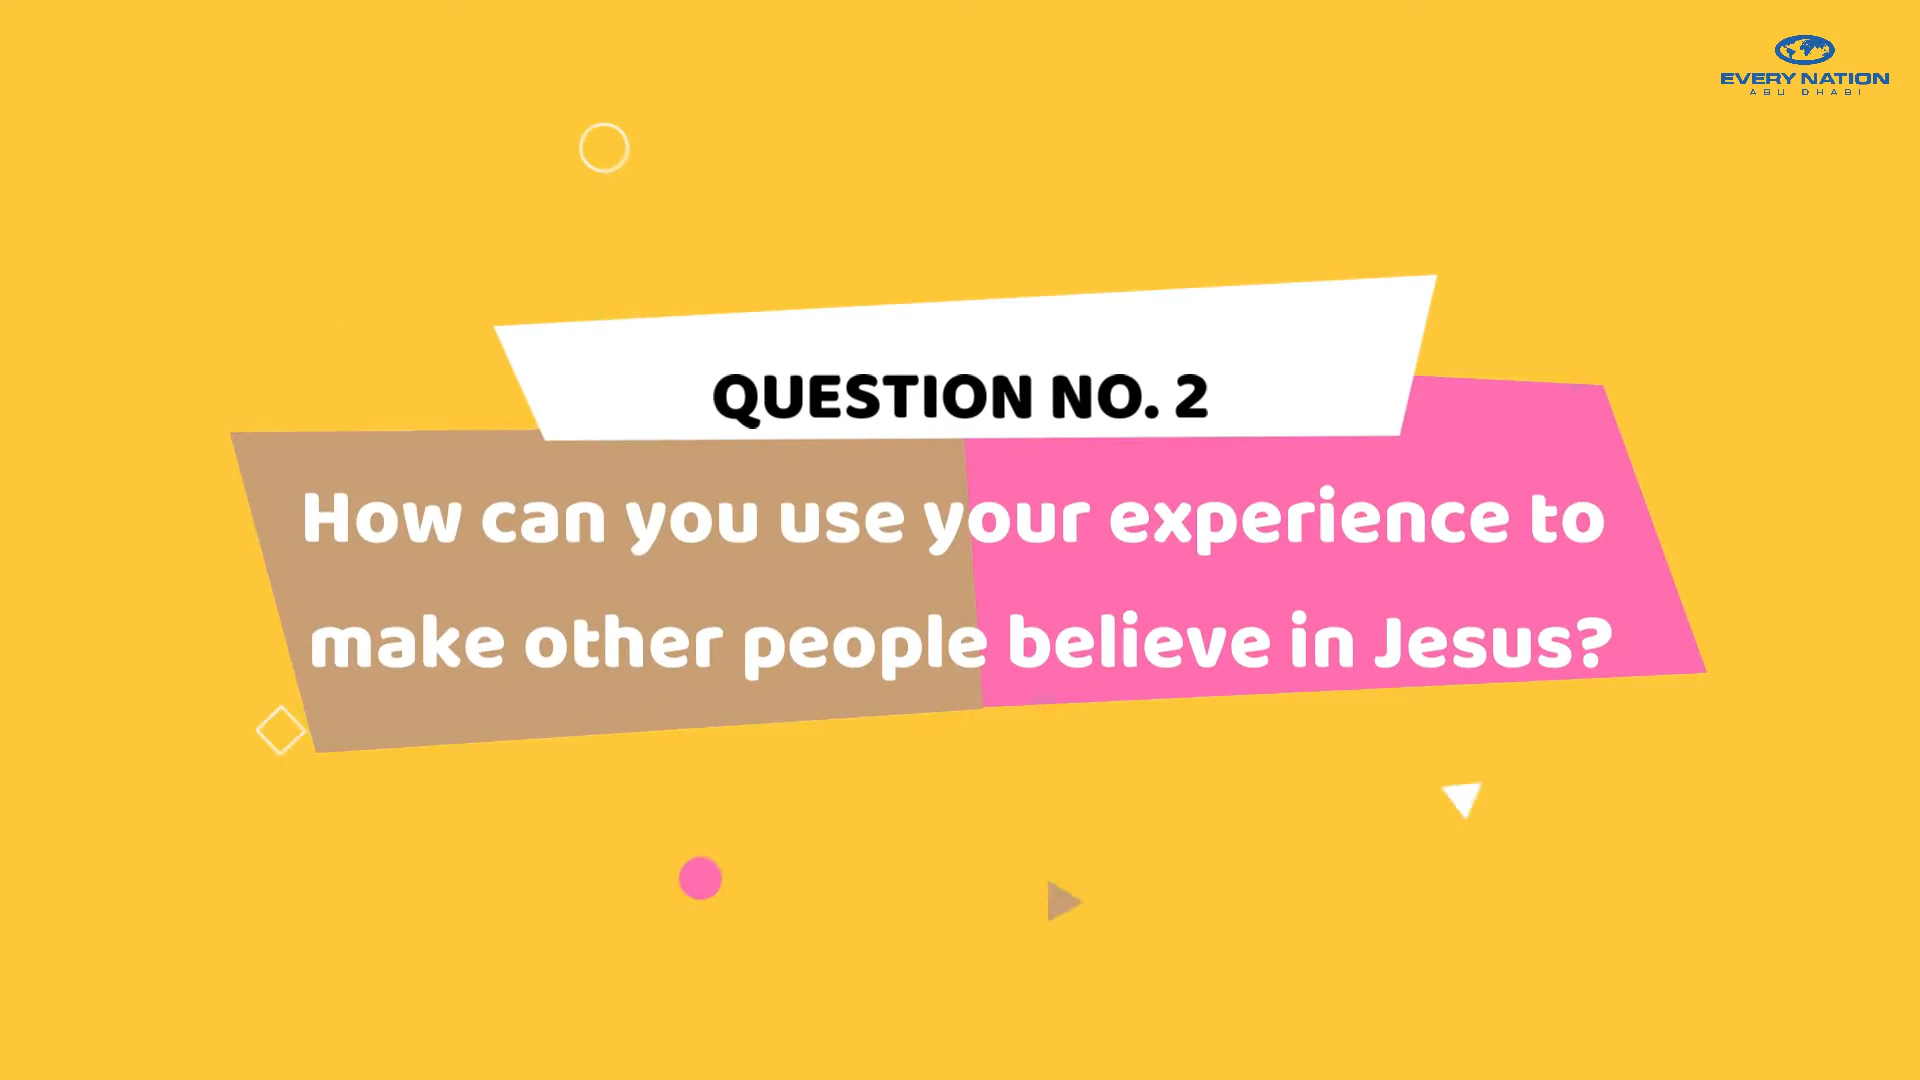 EVERY NATION
ABU DHABI
QUESTION NO. 2
How can you use your experience to
make other people believe in Jesus?